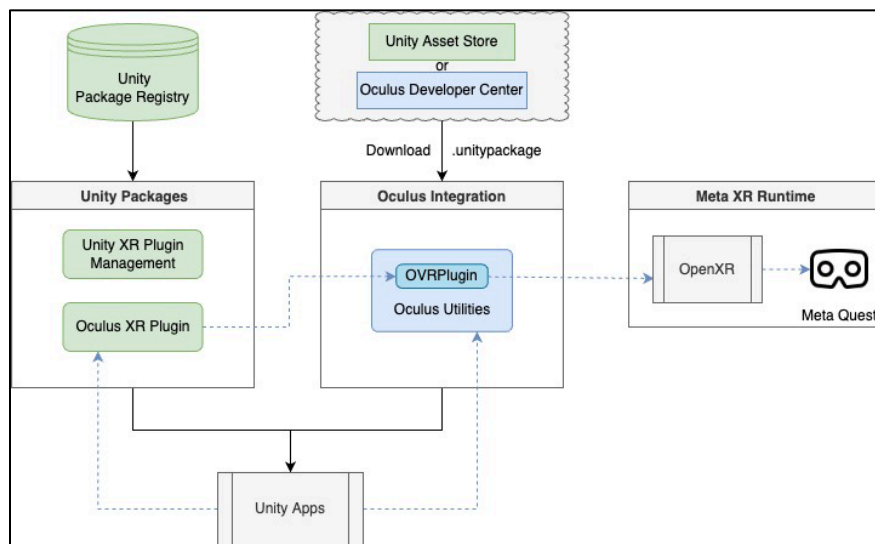 Unity
Package Registry
Unity Asset Store
or
Oculus Developer Center
Download .unitypackage
Unity Packages
Unity XR Plugin
Management
Oculus XR Plugin
Oculus Integration
OVRPlugin
Oculus Utilities
Meta XR Runtime
OpenXR
Meta Quest
Unity Apps